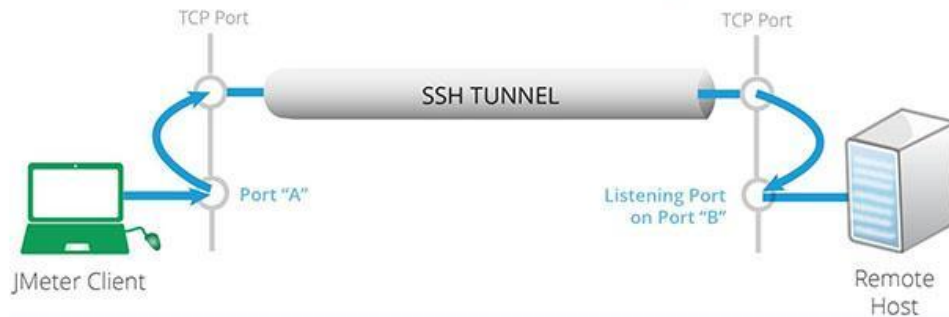 TCP Port
TCP Port
SSH TUNNEL
Port "A"
Listening Port
on Port "B"
JMeter Client
Remote
Host